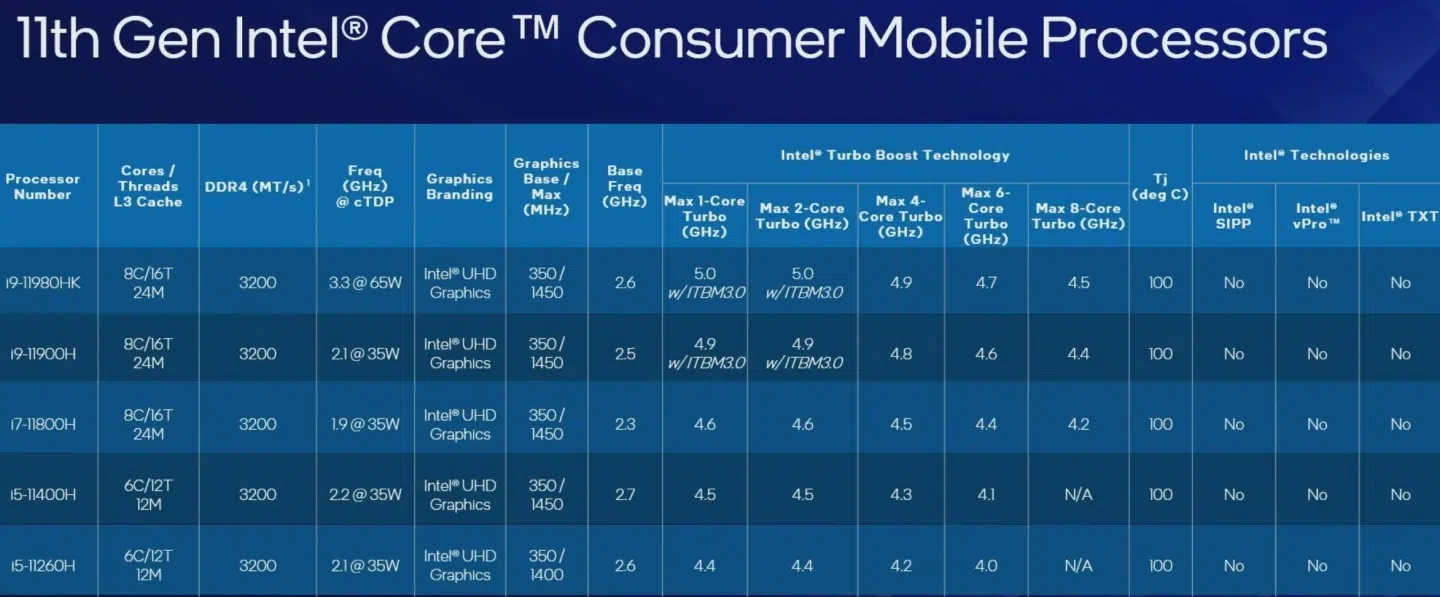 11th Gen Intel® Core™ Consumer Mobile Processors
Processor Number
Cores / Threads L3 Cache
DDR4 (MT/s)¹
Freq (GHz) @ cTDP
Graphics Branding
Graphics Base / Max (MHz)
Base Freq (GHz)
Intel® Turbo Boost Technology
Max 1-Core Turbo (GHz)
Max 2-Core Turbo (GHz)
Max 4-Core Turbo (GHz)
Max 6-Core Turbo (GHz)
Max 8-Core Turbo (GHz)
Tj (deg C)
Intel® Technologies
Intel® SIPP
Intel® vPro™
Intel® TXT
i9-11980HK 8C/16T 24M 3200 3.3 @ 65W Intel® UHD Graphics 350 / 1450 2.6 5.0 w/ITBM3.0 5.0 w/ITBM3.0 4.9 4.7 4.5 100 No No No
i9-11900H 8C/16T 24M 3200 2.1 @ 35W Intel® UHD Graphics 350 / 1450 2.5 4.9 w/ITBM3.0 4.9 w/ITBM3.0 4.8 4.6 4.4 100 No No No
i7-11800H 8C/16T 24M 3200 1.9 @ 35W Intel® UHD Graphics 350 / 1450 2.3 4.6 4.6 4.5 4.4 4.2 100 No No No
i5-11400H 6C/12T 12M 3200 2.2 @ 35W Intel® UHD Graphics 350 / 1450 2.7 4.5 4.5 4.3 4.1 N/A 100 No No No
i5-11260H 6C/12T 12M 3200 2.1 @ 35W Intel® UHD Graphics 350 / 1400 2.6 4.4 4.4 4.2 4.0 N/A 100 No No No